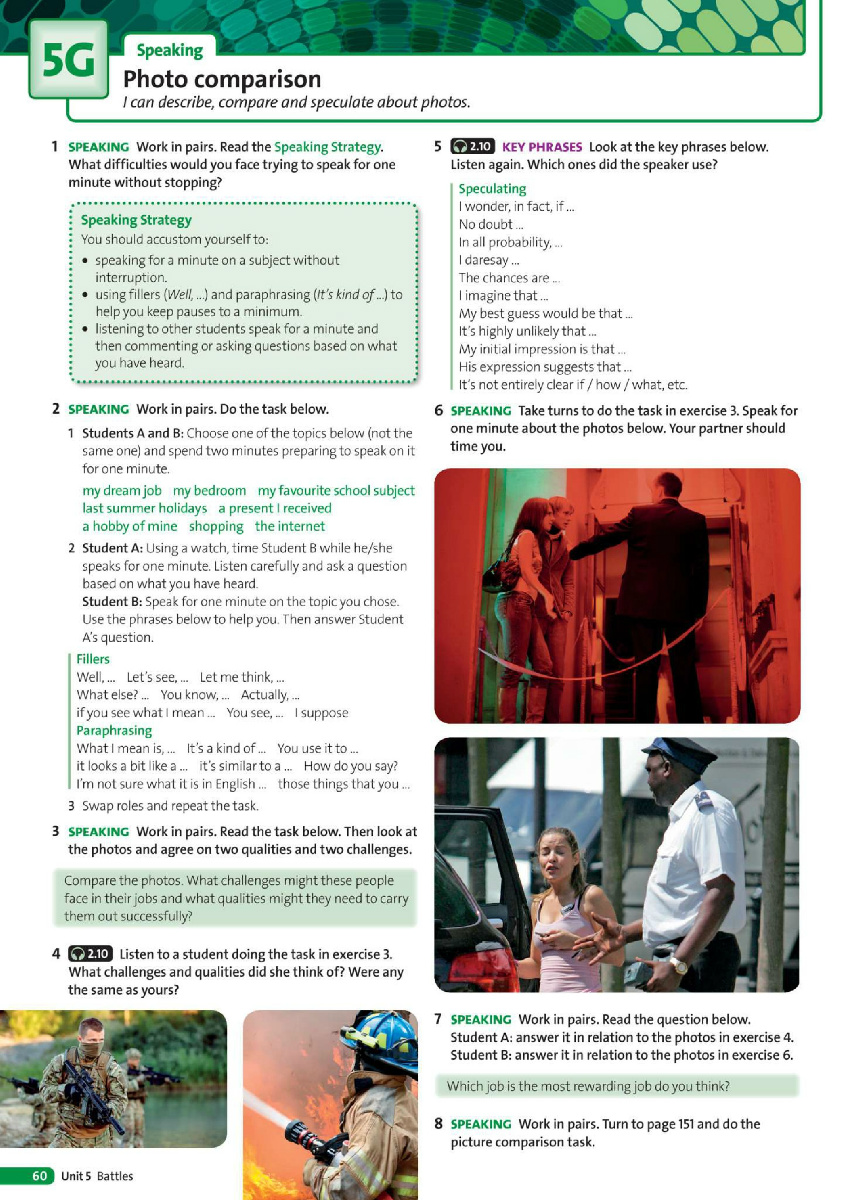 5G
Speaking
Photo comparison
I can describe, compare and speculate about photos.
1 SPEAKING Work in pairs. Read the Speaking Strategy.
What difficulties would you face trying to speak for one
minute without stopping?
Speaking Strategy
You should accustom yourself to:
• speaking for a minute on a subject without
interruption.
• using fillers (Well, ...) and paraphrasing (It's kind of ...) to
help you keep pauses to a minimum.
• listening to other students speak for a minute and
then commenting or asking questions based on what
you have heard.
2 SPEAKING Work in pairs. Do the task below.
1 Students A and B: Choose one of the topics below (not the
same one) and spend two minutes preparing to speak on it
for one minute.
my dream job my bedroom my favourite school subject
last summer holidays a present I received
a hobby of mine shopping the internet
2 Student A: Using a watch, time Student B while he/she
speaks for one minute. Listen carefully and ask a question
based on what you have heard.
Student B: Speak for one minute on the topic you chose.
Use the phrases below to help you. Then answer Student
A's question.
Fillers
Well, ... Let's see, ... Let me think, ...
What else? ... You know, ... Actually, ...
if you see what I mean ... You see, ... I suppose
Paraphrasing
What I mean is, ... It's a kind of ... You use it to ...
it looks a bit like a ... it's similar to a ... How do you say?
I'm not sure what it is in English ... those things that you ...
3 Swap roles and repeat the task.
3 SPEAKING Work in pairs. Read the task below. Then look at
the photos and agree on two qualities and two challenges.
Compare the photos. What challenges might these people
face in their jobs and what qualities might they need to carry
them out successfully?
4 2.10 Listen to a student doing the task in exercise 3.
What challenges and qualities did she think of? Were any
the same as yours?
5 2.10 KEY PHRASES Look at the key phrases below.
Listen again. Which ones did the speaker use?
Speculating
I wonder, in fact, if ...
No doubt ...
In all probability, ...
I daresay ...
The chances are ...
I imagine that ...
My best guess would be that ...
It's highly unlikely that ...
My initial impression is that ...
His expression suggests that ...
It's not entirely clear if / how / what, etc.
6 SPEAKING Take turns to do the task in exercise 3. Speak for
one minute about the photos below. Your partner should
time you.
7 SPEAKING Work in pairs. Read the question below.
Student A: answer it in relation to the photos in exercise 4.
Student B: answer it in relation to the photos in exercise 6.
Which job is the most rewarding job do you think?
8 SPEAKING Work in pairs. Turn to page 151 and do the
picture comparison task.
60 Unit 5 Battles